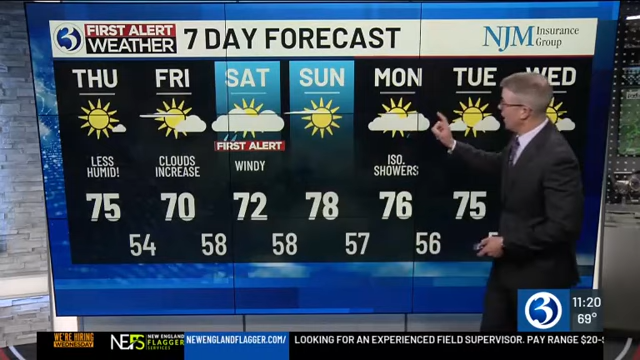 3 FIRST ALERT WEATHER 7 DAY FORECAST
NJM Insurance Group
THU FRI SAT SUN MON TUE WED
FIRST ALERT
LESS HUMID! CLOUDS INCREASE WINDY ISO. SHOWERS
75 70 72 78 76 75
54 58 58 57 56
3 11:20
69°
WE'RE HIRING WEDNESDAY NEFS NEW ENGLAND FLAGGER SERVICES NEWENGLANDFLAGGER.COM/ LOOKING FOR AN EXPERIENCED FIELD SUPERVISOR. PAY RANGE $20-